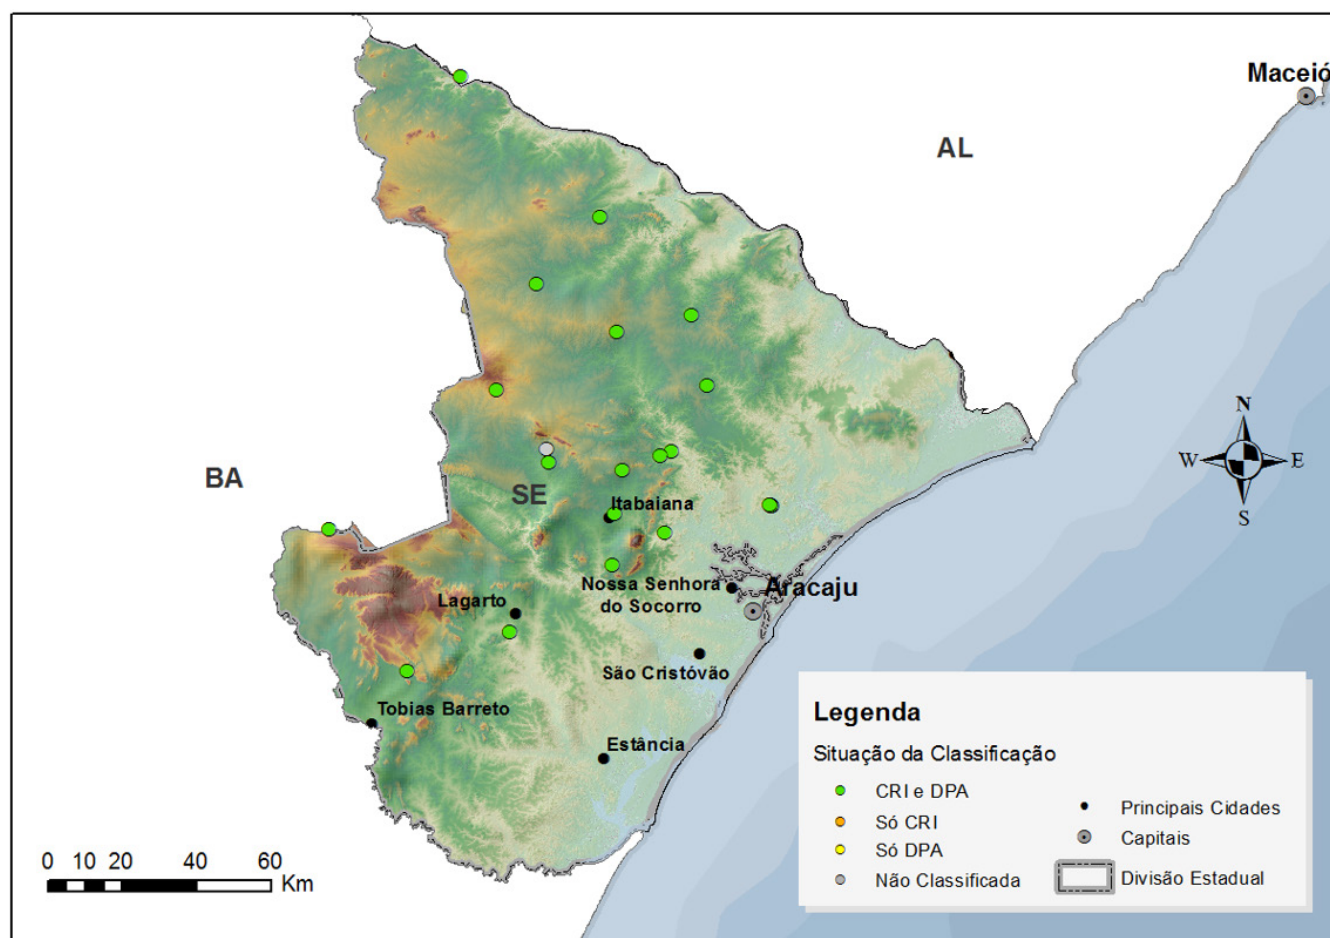 Maceió
AL
BA
SE
N
W
E
S
Itabaiana
Nossa Senhora
do Socorro
Aracaju
Lagarto
São Cristóvão
Tobias Barreto
Estância
0 10 20 40 60
Km
Legenda
Situação da Classificação
CRI e DPA
Só CRI
Só DPA
Não Classificada
Principais Cidades
Capitais
Divisão Estadual